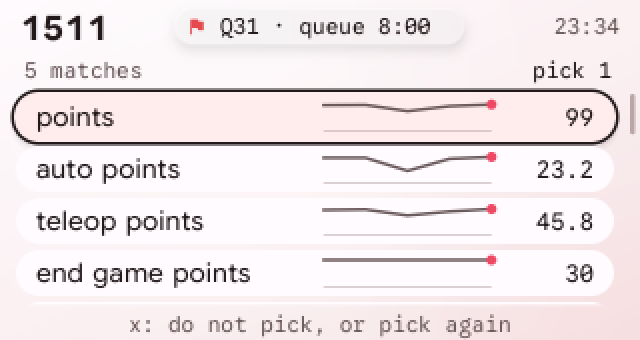 1511
Q31 · queue 8:00
23:34
5 matches
pick 1
points 99
auto points 23.2
teleop points 45.8
end game points 30
x: do not pick, or pick again